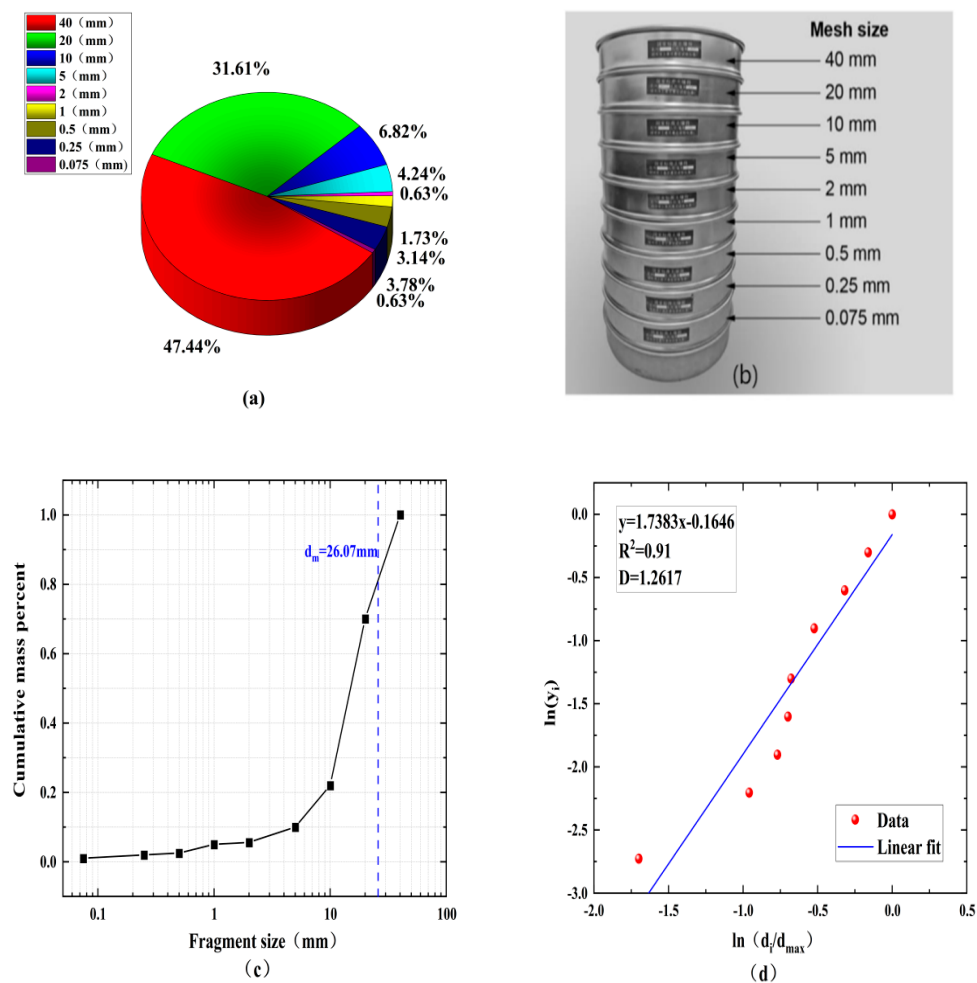 40（mm）
20（mm）
10（mm）
5（mm）
2（mm）
1（mm）
0.5（mm）
0.25（mm）
0.075（mm）
31.61%
6.82%
4.24%
0.63%
1.73%
3.14%
3.78%
0.63%
47.44%
(a)
Mesh size
40 mm
20 mm
10 mm
5 mm
2 mm
1 mm
0.5 mm
0.25 mm
0.075 mm
(b)
1.0
0.8
0.6
0.4
0.2
0.0
Cumulative mass percent
d_m=26.07mm
0.1 1 10 100
Fragment size（mm）
（c）
0.0
-0.5
-1.0
-1.5
-2.0
-2.5
-3.0
ln(y_i)
y=1.7383x-0.1646
R²=0.91
D=1.2617
Data
Linear fit
-2.0 -1.5 -1.0 -0.5 0.0 0.5
ln（d_i/d_max）
（d）